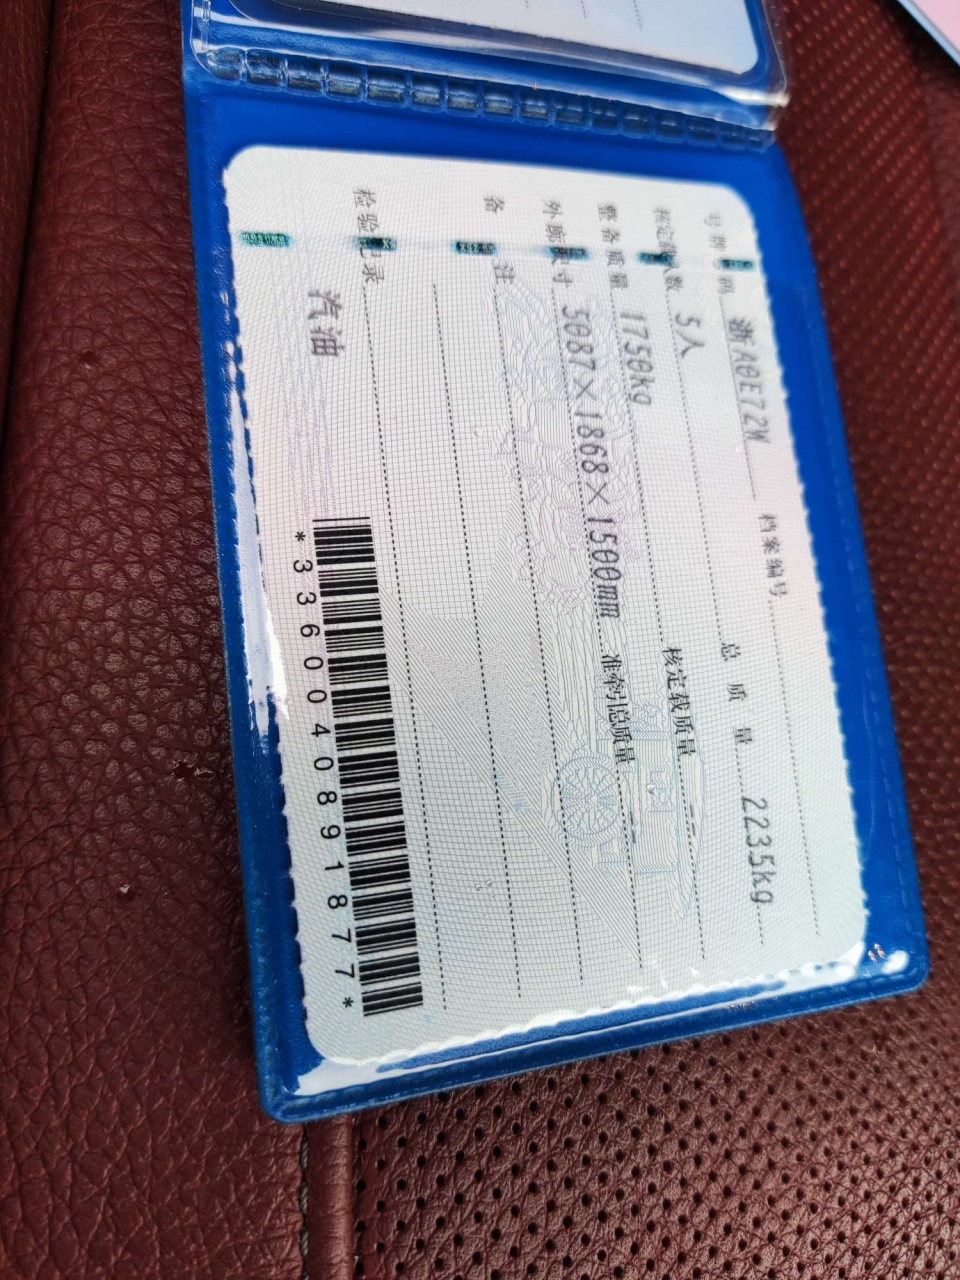 号牌号码 浙A0E72W 档案编号
核定载人数 5人 总质量 2235kg
整备质量 1750kg 核定载质量 --
外廓尺寸 5087×1868×1500mm 准牵引总质量 --
备注
检验记录
汽油
*3360040891877*